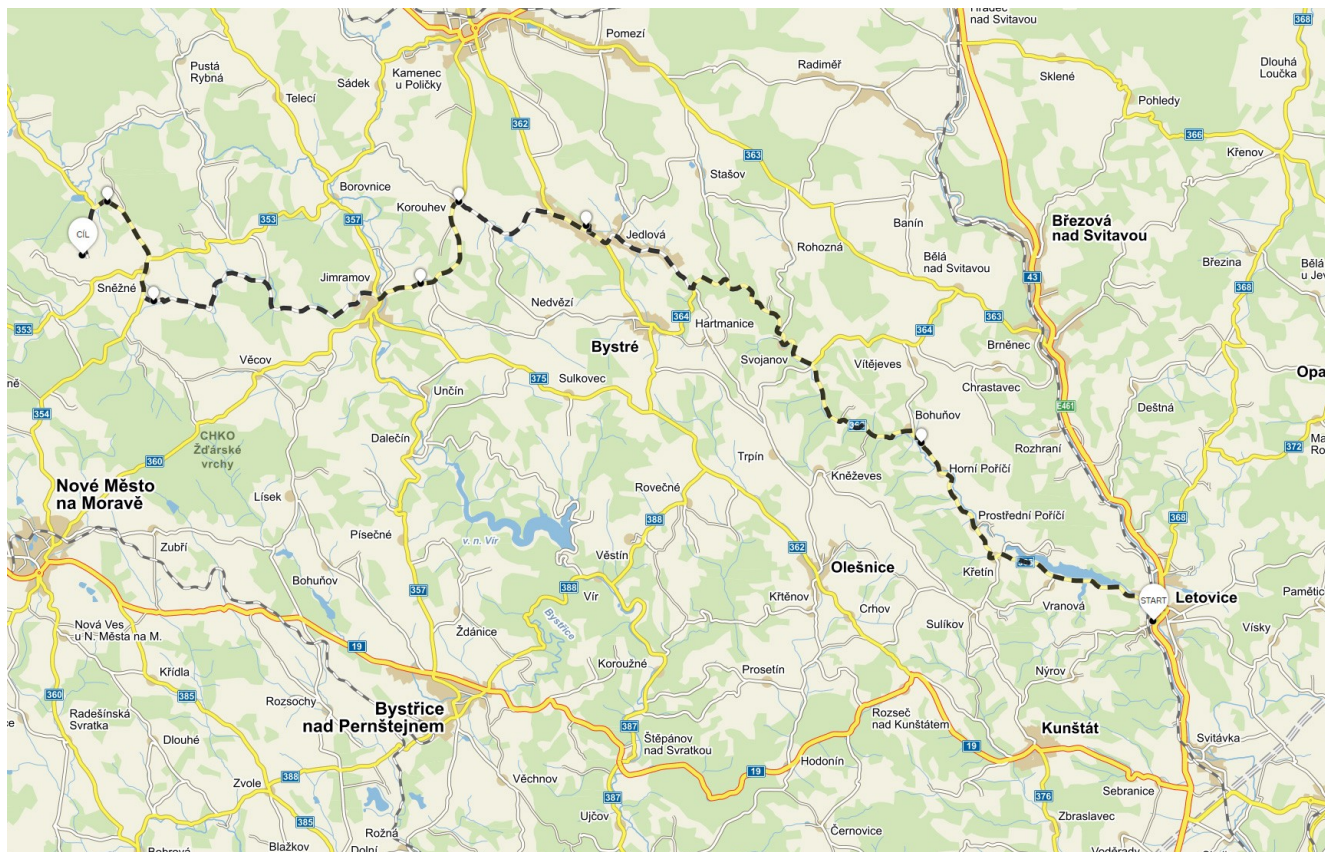 Hradec
nad Svitavou
368
Pomezí
Pustá
Rybná
Sádek
Kamenec
u Poličky
Radiměř
Sklené
Dlouhá
Loučka
Telecí
362
Pohledy
366
Křenov
363
Stašov
Borovnice
Korouhev
353
357
CÍL
Jedlová
Banín
Rohozná
Březová
nad Svitavou
Bělá
nad Svitavou
Březina
Bělá
u Jev
43
368
Sněžné
Jimramov
Nedvězí
364
Hartmanice
363
353
Bystré
Svojanov
364
Brněnec
Věcov
Vítějeves
375
Sulkovec
Unčín
Chrastavec
Opa
E461
Deštná
354
Dalečín
Bohuňov
Rozhraní
372
CHKO
Žďárské
vrchy
360
Trpín
Kněževes
Horní Poříčí
Lísek
Rovečné
Nové Město
na Moravě
388
Prostřední Poříčí
368
Písečné
v. n. Vír
Zubří
Věstín
362
Olešnice
Křetín
Bohuňov
357
388
Vír
Křtěnov
Crhov
Vranová
START
Letovice
Pamětic
Bystřice
Nová Ves
u N. Města na M.
Ždánice
Sulíkov
Vísky
19
Koroužné
Prosetín
Nýrov
Křídla
360
385
Rozsochy
Bystřice
nad Pernštejnem
Radešínská
Svratka
Dlouhé
387
Štěpánov
nad Svratkou
Rozseč
nad Kunštátem
Kunštát
19
Svitávka
Zvole
388
Věchnov
19
Hodonín
Sebranice
387
376
385
Ujčov
Zbraslavec
Rožná
Černovice
Blažkov
Dolní
Bobrová
Voděrady